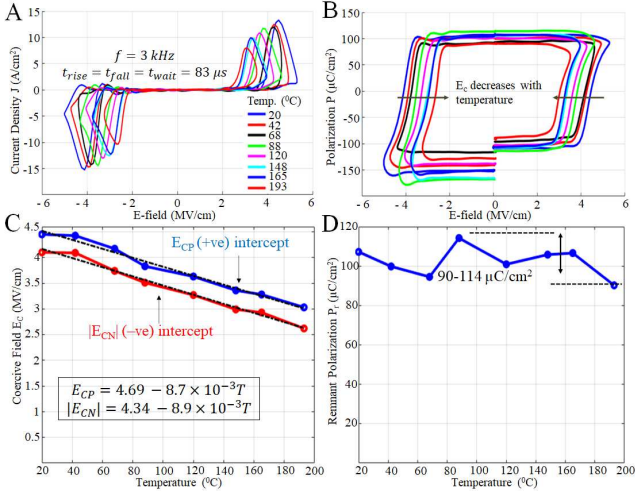 A
Current Density J (A/cm²)
15
10
5
0
-5
-10
-15
f = 3 kHz
t_rise = t_fall = t_wait = 83 μs
Temp. (⁰C)
20
42
68
88
120
148
165
193
-6 -4 -2 0 2 4 6
E-field (MV/cm)
B
Polarization P (μC/cm²)
150
100
50
0
-50
-100
-150
E_c decreases with
temperature
-6 -4 -2 0 2 4 6
E-field (MV/cm)
C
Coercive Field E_C (MV/cm)
4.5
4
3.5
3
2.5
2
1.5
1
0.5
E_CP (+ve) intercept
|E_CN| (−ve) intercept
E_CP = 4.69 − 8.7 × 10⁻³T
|E_CN| = 4.34 − 8.9 × 10⁻³T
20 40 60 80 100 120 140 160 180 200
Temperature (⁰C)
D
Remnant Polarization P_r (μC/cm²)
120
100
80
60
40
20
90-114 μC/cm²
20 40 60 80 100 120 140 160 180 200
Temperature (⁰C)